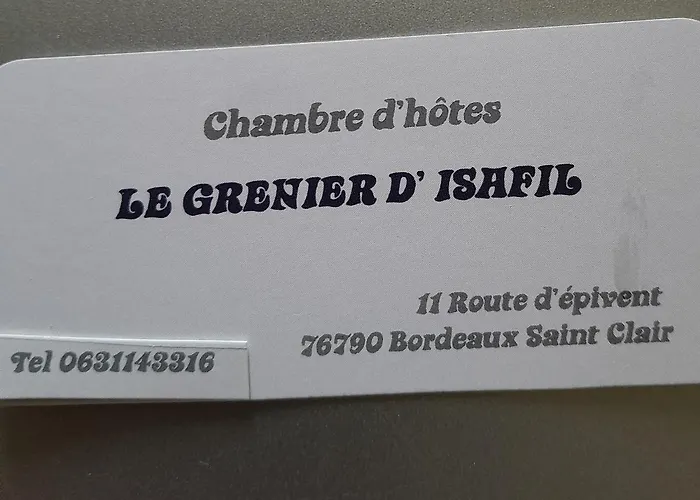 Chambre d'hôtes
LE GRENIER D' ISAFIL
11 Route d'épivent
76790 Bordeaux Saint Clair
Tel 0631143316